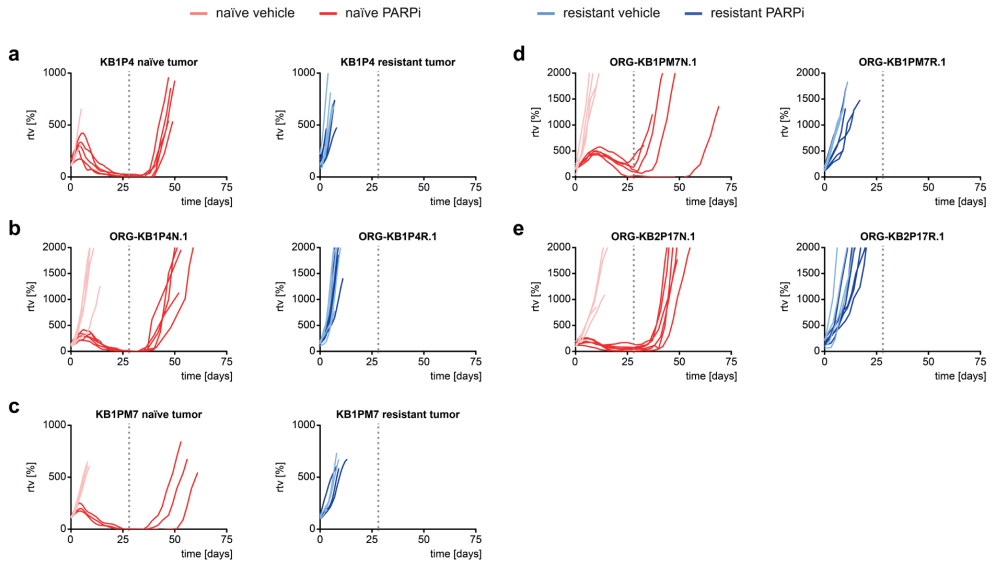 naïve vehicle naïve PARPi resistant vehicle resistant PARPi
a
KB1P4 naïve tumor
rtv [%]
1000
500
0
0 25 50 75
time [days]
KB1P4 resistant tumor
rtv [%]
1000
500
0
0 25 50 75
time [days]
b
ORG-KB1P4N.1
rtv [%]
2000
1500
1000
500
0
0 25 50 75
time [days]
ORG-KB1P4R.1
rtv [%]
2000
1500
1000
500
0
0 25 50 75
time [days]
c
KB1PM7 naïve tumor
rtv [%]
1000
500
0
0 25 50 75
time [days]
KB1PM7 resistant tumor
rtv [%]
1000
500
0
0 25 50 75
time [days]
d
ORG-KB1PM7N.1
rtv [%]
2000
1500
1000
500
0
0 25 50 75
time [days]
ORG-KB1PM7R.1
rtv [%]
2000
1500
1000
500
0
0 25 50 75
time [days]
e
ORG-KB2P17N.1
rtv [%]
2000
1500
1000
500
0
0 25 50 75
time [days]
ORG-KB2P17R.1
rtv [%]
2000
1500
1000
500
0
0 25 50 75
time [days]